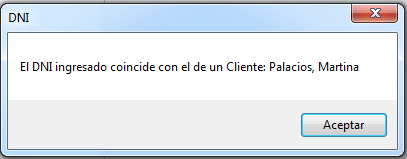 DNI
El DNI ingresado coincide con el de un Cliente: Palacios, Martina
Aceptar